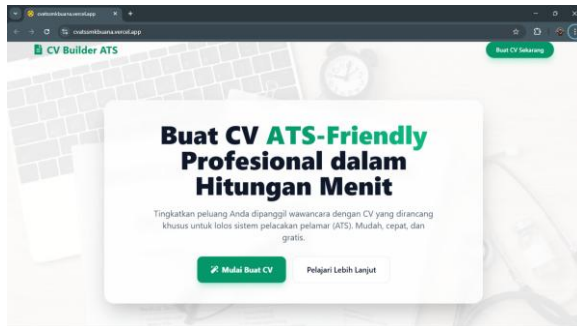 cvatssmkbuana.vercel.app
cvatssmkbuana.vercel.app
CV Builder ATS
Buat CV Sekarang
Buat CV ATS-Friendly
Profesional dalam
Hitungan Menit
Tingkatkan peluang Anda dipanggil wawancara dengan CV yang dirancang
khusus untuk lolos sistem pelacakan pelamar (ATS). Mudah, cepat, dan
gratis.
Mulai Buat CV
Pelajari Lebih Lanjut